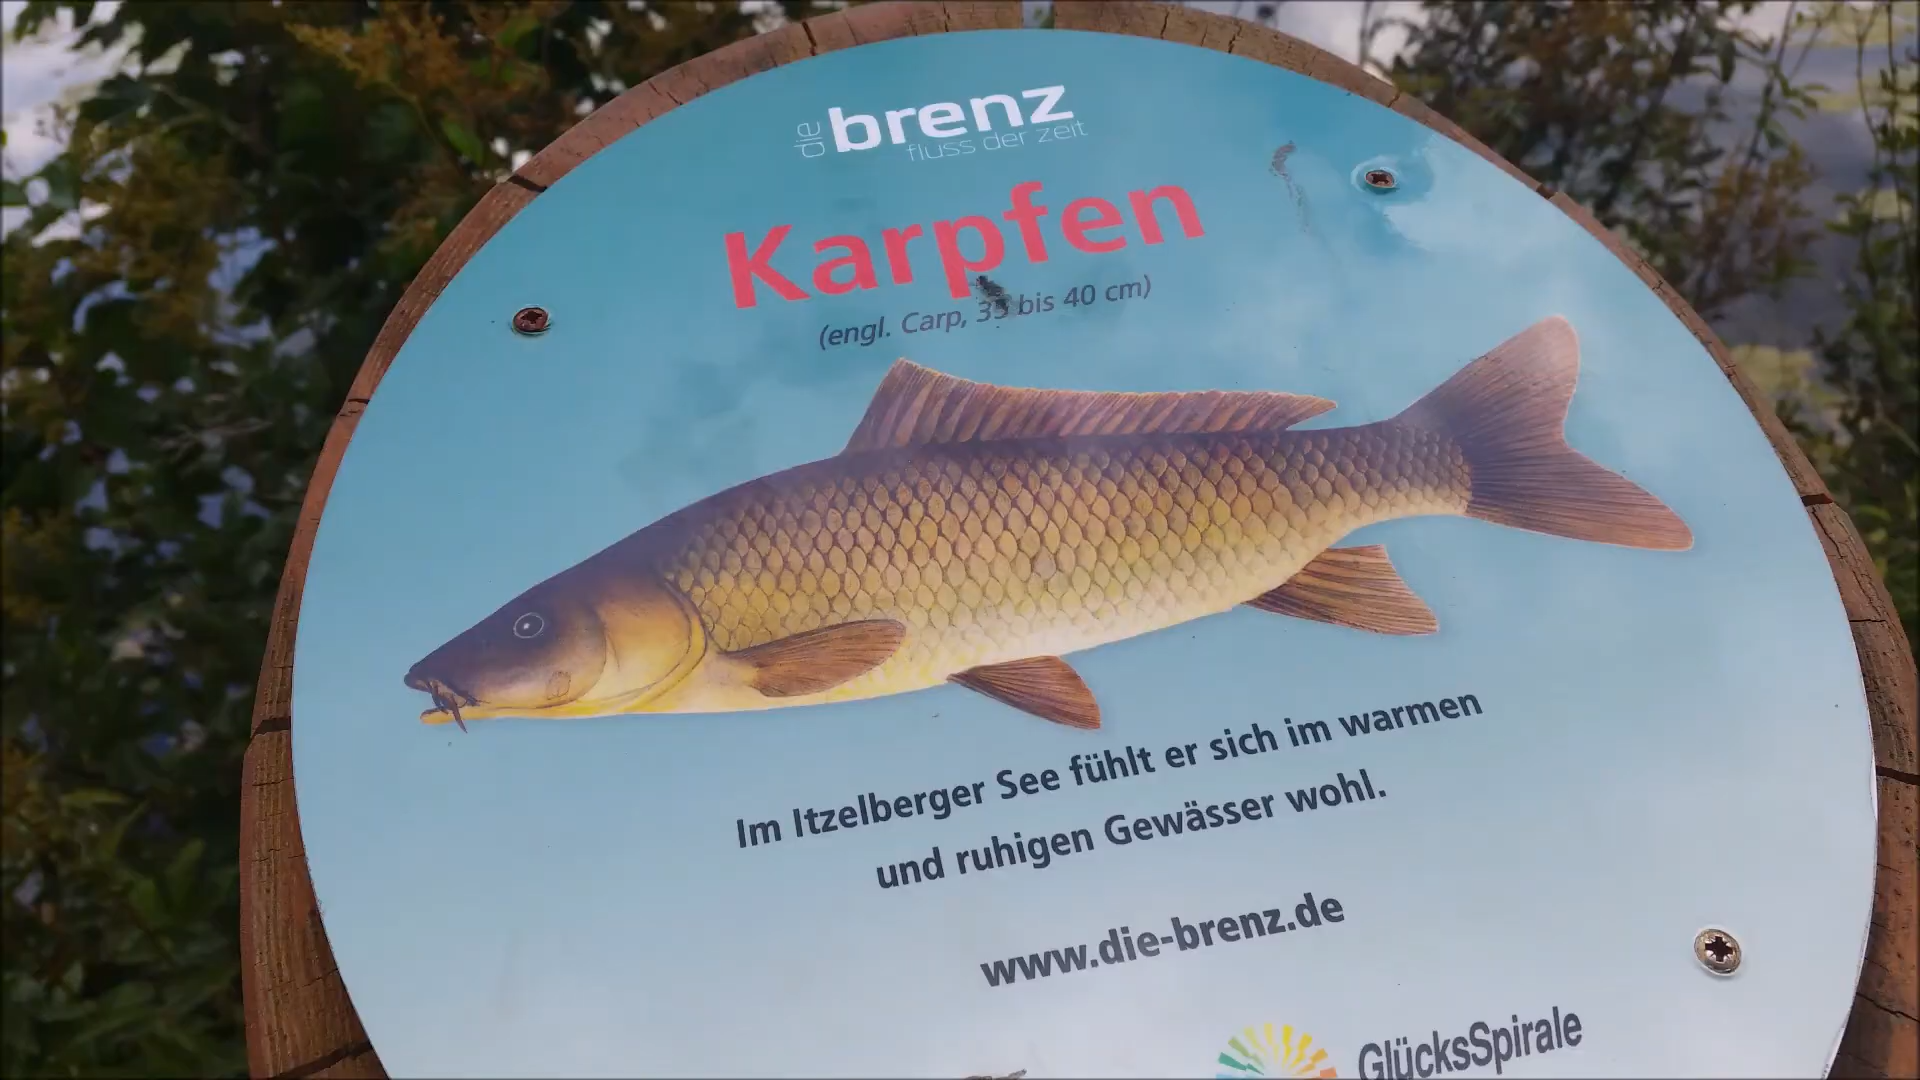 die brenz
fluss der zeit
Karpfen
(engl. Carp, 35 bis 40 cm)
Im Itzelberger See fühlt er sich im warmen
und ruhigen Gewässer wohl.
www.die-brenz.de
GlücksSpirale